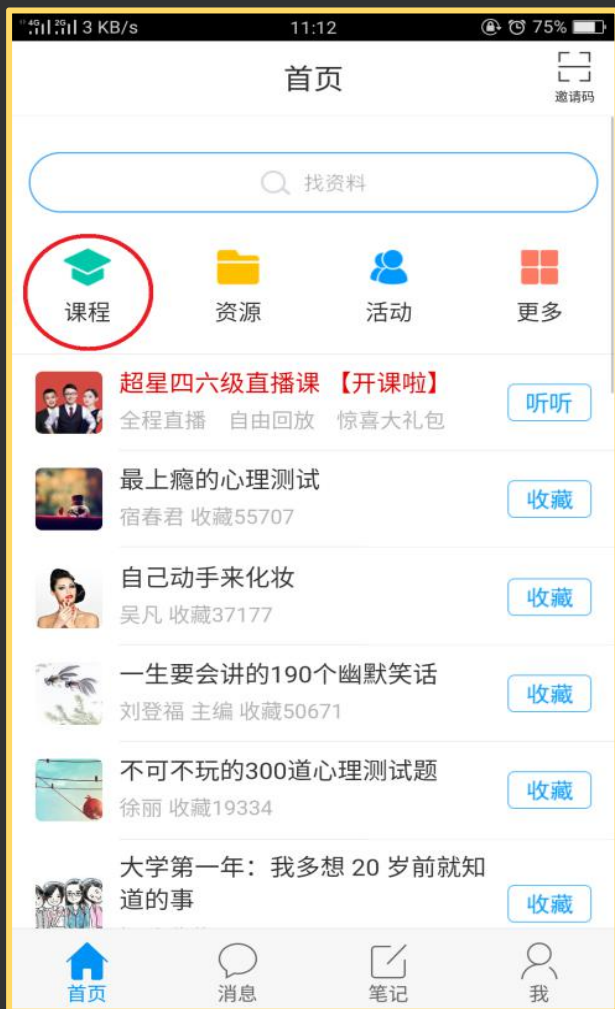 4G 2G 3 KB/s 11:12 75%
首页
邀请码
找资料
课程 资源 活动 更多
超星四六级直播课 【开课啦】
听听
全程直播 自由回放 惊喜大礼包
最上瘾的心理测试
收藏
宿春君 收藏55707
自己动手来化妆
收藏
吴凡 收藏37177
一生要会讲的190个幽默笑话
收藏
刘登福 主编 收藏50671
不可不玩的300道心理测试题
收藏
徐丽 收藏19334
大学第一年：我多想 20 岁前就知
道的事
收藏
首页 消息 笔记 我